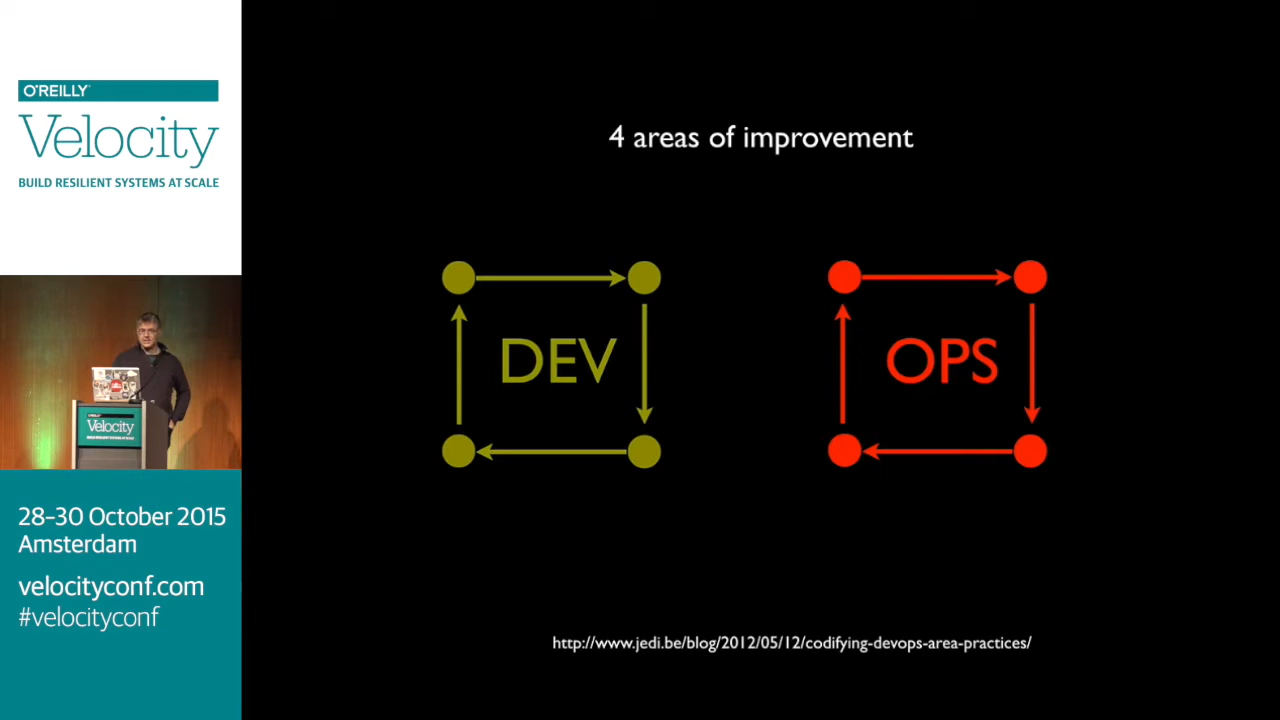 O'REILLY
Velocity
BUILD RESILIENT SYSTEMS AT SCALE
4 areas of improvement
DEV
OPS
Velocity
28–30 October 2015
Amsterdam
velocityconf.com
#velocityconf
http://www.jedi.be/blog/2012/05/12/codifying-devops-area-practices/